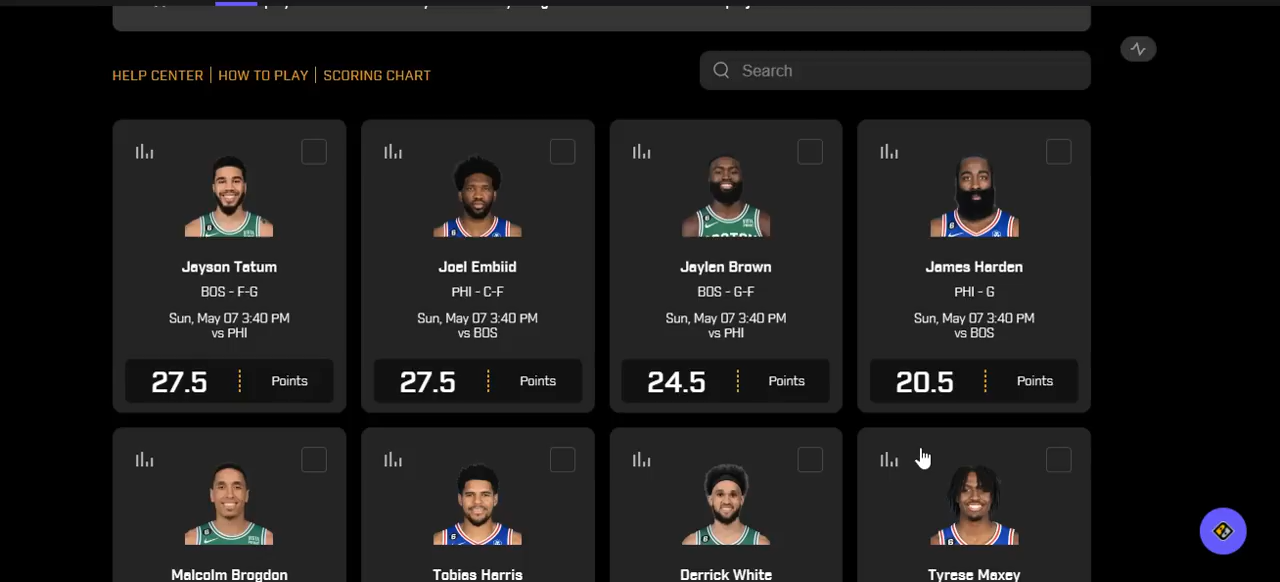 HELP CENTER | HOW TO PLAY | SCORING CHART
Search
Jayson Tatum
BOS - F-G
Sun, May 07 3:40 PM
vs PHI
27.5 Points
Joel Embiid
PHI - C-F
Sun, May 07 3:40 PM
vs BOS
27.5 Points
Jaylen Brown
BOS - G-F
Sun, May 07 3:40 PM
vs PHI
24.5 Points
James Harden
PHI - G
Sun, May 07 3:40 PM
vs BOS
20.5 Points
Malcolm Brogdon
Tobias Harris
Derrick White
Tyrese Maxey